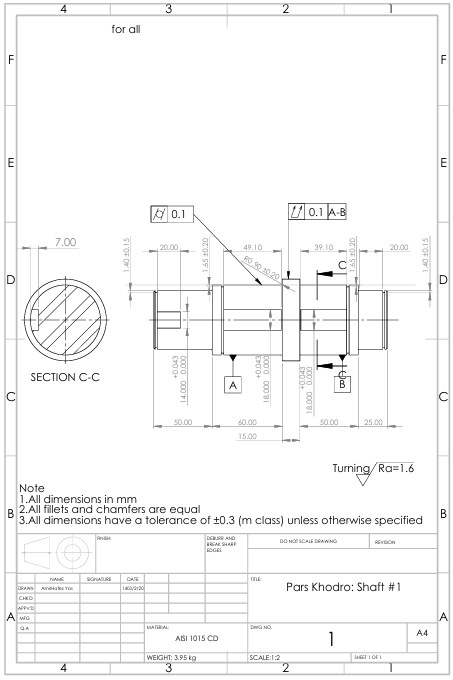 4 3 2 1
for all
F F
E E
D D
C C
B B
A A
0.1
0.1 A-B
7.00
1.40 ±0.15
20.00
1.65 ±0.20
49.10
R0.90 ±0.20
39.10
1.65 ±0.20
20.00
1.40 ±0.15
C
C
SECTION C-C
+0.043
14.000 0.000
A
+0.043
18.000 0.000
+0.043
18.000 0.000
B
50.00
60.00
50.00
25.00
15.00
Turning Ra=1.6
Note
1.All dimensions in mm
2.All fillets and chamfers are equal
3.All dimensions have a tolerance of ±0.3 (m class) unless otherwise specified
FINISH:
DEBURR AND
BREAK SHARP
EDGES
DO NOT SCALE DRAWING
REVISION
NAME SIGNATURE DATE
DRAWN
CHK'D
APPV'D
MFG
Q.A
TITLE:
Pars Khodro: Shaft #1
MATERIAL:
AISI 1015 CD
DWG NO.
1
A4
WEIGHT: 3.95 kg
SCALE:1:2
SHEET 1 OF 1
4 3 2 1